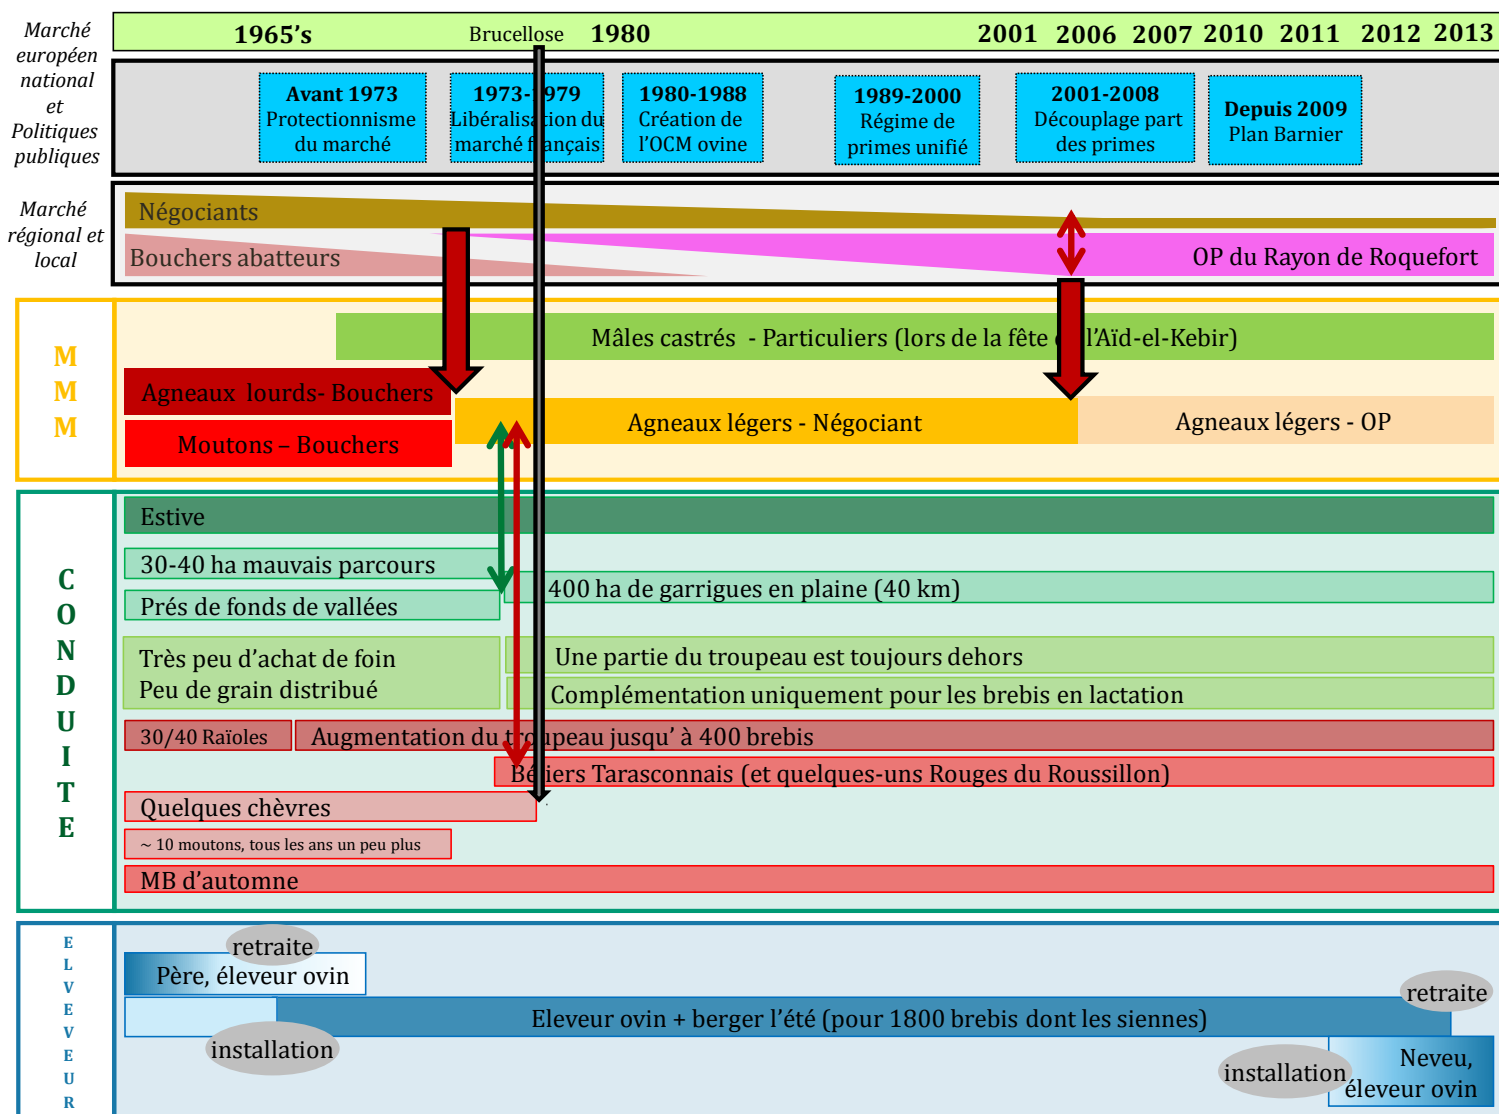 Marché
européen
national
et
Politiques
publiques
1965's
Brucellose
1980
2001
2006
2007
2010
2011
2012
2013
Avant 1973
Protectionnisme
du marché
1973-1979
Libéralisation du
marché français
1980-1988
Création de
l'OCM ovine
1989-2000
Régime de
primes unifié
2001-2008
Découplage part
des primes
Depuis 2009
Plan Barnier
Marché
régional et
local
Négociants
Bouchers abatteurs
OP du Rayon de Roquefort
M
M
M
Mâles castrés - Particuliers (lors de la fête l'Aïd-el-Kebir)
Agneaux lourds- Bouchers
Moutons – Bouchers
Agneaux légers - Négociant
Agneaux légers - OP
C
O
N
D
U
I
T
E
Estive
30-40 ha mauvais parcours
Prés de fonds de vallées
400 ha de garrigues en plaine (40 km)
Très peu d'achat de foin
Peu de grain distribué
Une partie du troupeau est toujours dehors
Complémentation uniquement pour les brebis en lactation
30/40 Raïoles
Augmentation du troupeau jusqu' à 400 brebis
Béliers Tarasconnais (et quelques-uns Rouges du Roussillon)
Quelques chèvres
~ 10 moutons, tous les ans un peu plus
MB d'automne
E
L
V
E
V
E
U
R
retraite
Père, éleveur ovin
installation
Eleveur ovin + berger l'été (pour 1800 brebis dont les siennes)
retraite
installation
Neveu,
éleveur ovin